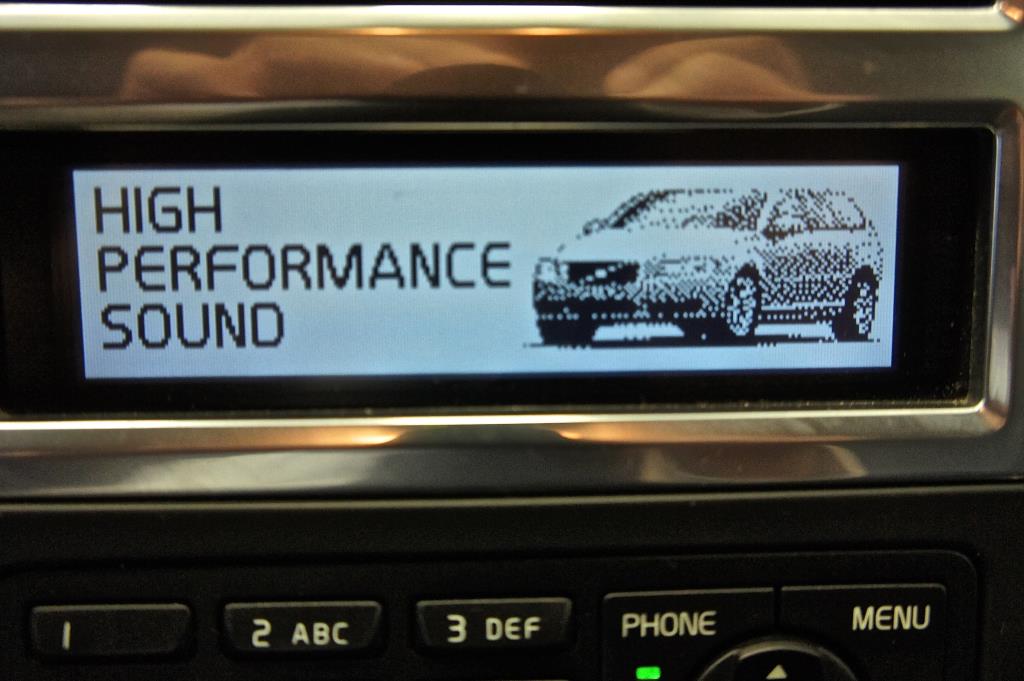 HIGH
PERFORMANCE
SOUND
1
2 ABC
3 DEF
PHONE
MENU